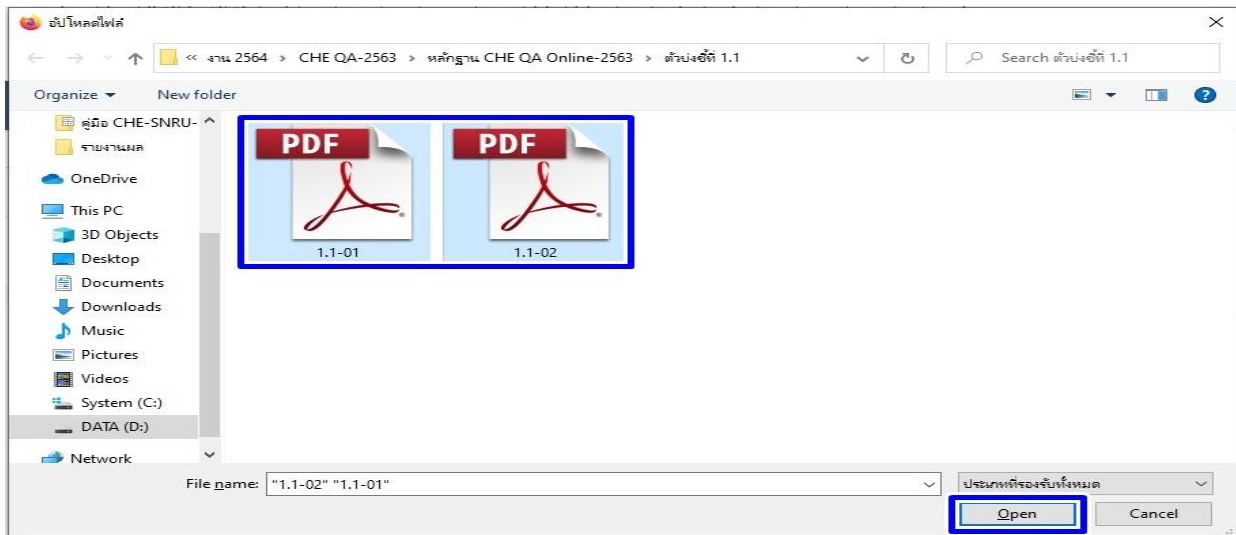 อัปโหลดไฟล์
« งาน 2564 > CHE QA-2563 > หลักฐาน CHE QA Online-2563 > ตัวบ่งชี้ที่ 1.1
Search ตัวบ่งชี้ที่ 1.1
Organize
New folder
คู่มือ CHE-SNRU-
รายงานผล
OneDrive
This PC
3D Objects
Desktop
Documents
Downloads
Music
Pictures
Videos
System (C:)
DATA (D:)
Network
PDF
PDF
1.1-01
1.1-02
File name: "1.1-02" "1.1-01"
ประเภทที่รองรับทั้งหมด
Open
Cancel